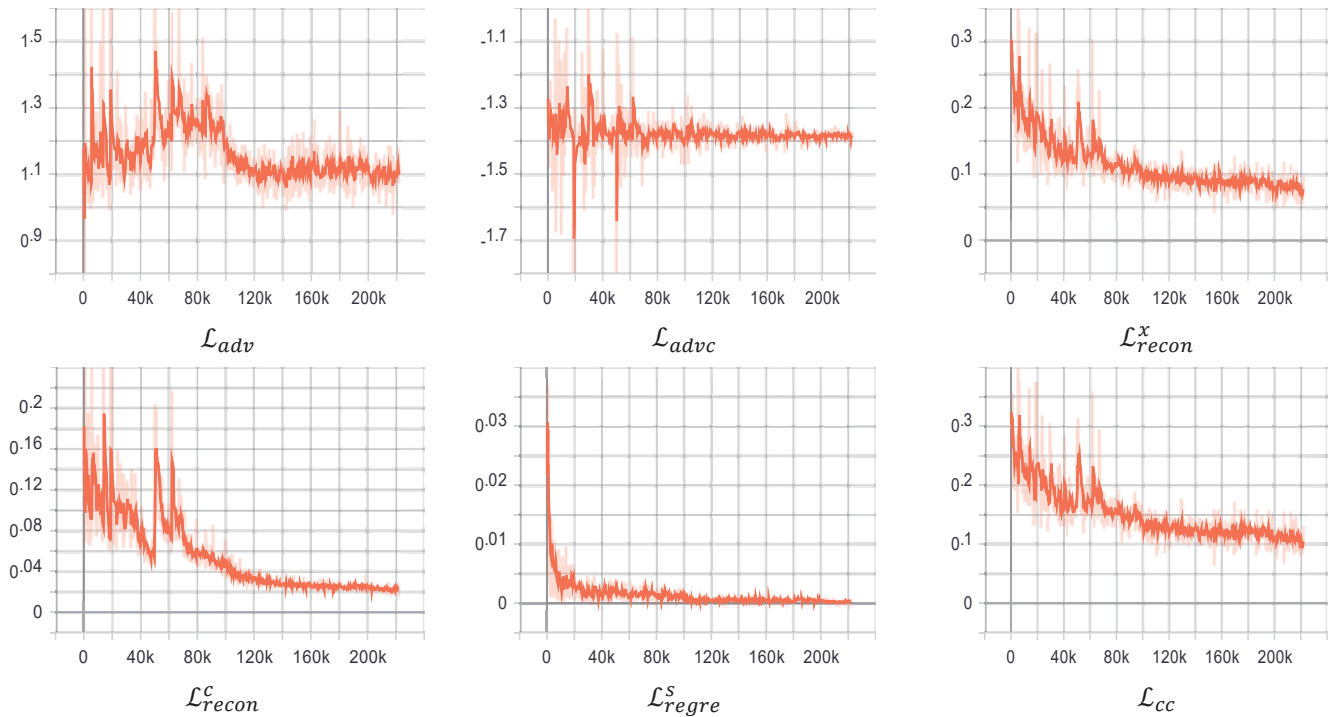 1.5
1.3
1.1
0.9
0 40k 80k 120k 160k 200k
ℒ_adv
-1.1
-1.3
-1.5
-1.7
0 40k 80k 120k 160k 200k
ℒ_advc
0.3
0.2
0.1
0
0 40k 80k 120k 160k 200k
ℒ^x_recon
0.2
0.16
0.12
0.08
0.04
0
0 40k 80k 120k 160k 200k
ℒ^c_recon
0.03
0.02
0.01
0
0 40k 80k 120k 160k 200k
ℒ^s_regre
0.3
0.2
0.1
0
0 40k 80k 120k 160k 200k
ℒ_cc